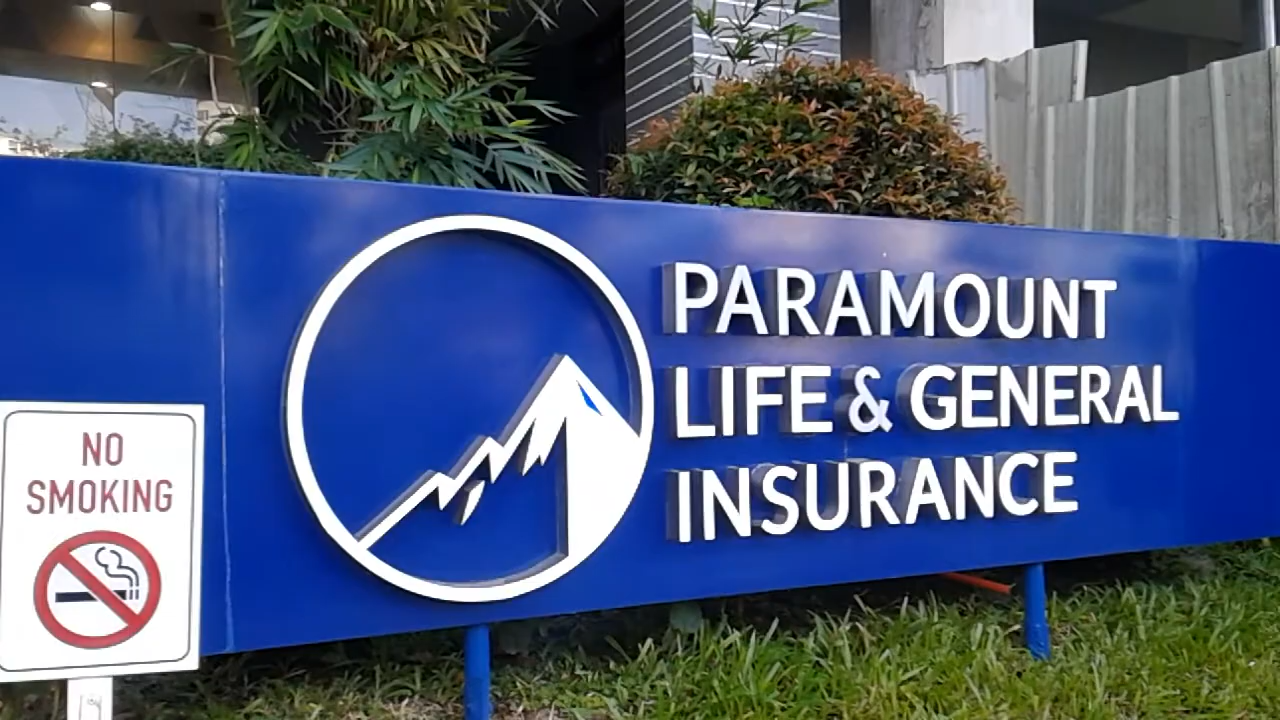 PARAMOUNT
LIFE & GENERAL
INSURANCE
NO
SMOKING